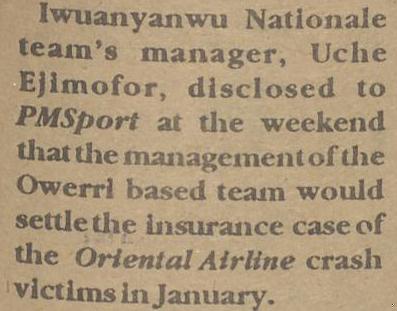 Iwuanyanwu Nationale
team's manager, Uche
Ejimofor, disclosed to
PMSport at the weekend
that the management of the
Owerri based team would
settle the insurance case of
the Oriental Airline crash
victims in January.